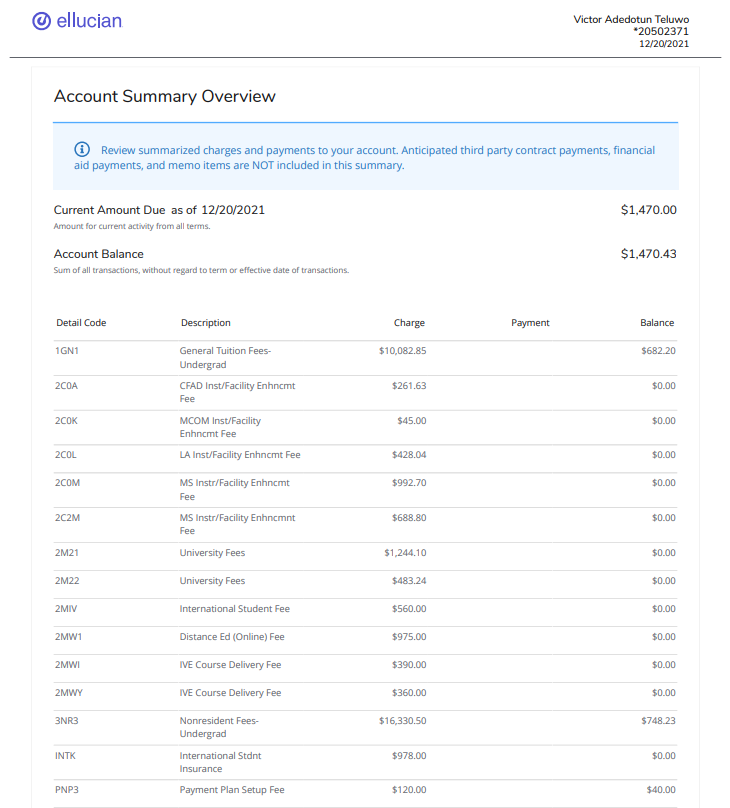 ellucian
Victor Adedotun Teluwo
*20502371
12/20/2021
Account Summary Overview
Review summarized charges and payments to your account. Anticipated third party contract payments, financial
aid payments, and memo items are NOT included in this summary.
Current Amount Due as of 12/20/2021 $1,470.00
Amount for current activity from all terms.
Account Balance $1,470.43
Sum of all transactions, without regard to term or effective date of transactions.
Detail Code Description Charge Payment Balance
1GN1 General Tuition Fees- $10,082.85 $682.20
Undergrad
2C0A CFAD Inst/Facility Enhncmt $261.63 $0.00
Fee
2C0K MCOM Inst/Facility $45.00 $0.00
Enhncmt Fee
2C0L LA Inst/Facility Enhncmt Fee $428.04 $0.00
2C0M MS Inst/Facility Enhncmt $992.70 $0.00
Fee
2C2M MS Instr/Facility Enhncmnt $688.80 $0.00
Fee
2M21 University Fees $1,244.10 $0.00
2M22 University Fees $483.24 $0.00
2MIV International Student Fee $560.00 $0.00
2MW1 Distance Ed (Online) Fee $975.00 $0.00
2MWI IVE Course Delivery Fee $390.00 $0.00
2MWY IVE Course Delivery Fee $360.00 $0.00
3NR3 Nonresident Fees- $16,330.50 $748.23
Undergrad
INTK International Stdnt $978.00 $0.00
Insurance
PNP3 Payment Plan Setup Fee $120.00 $40.00